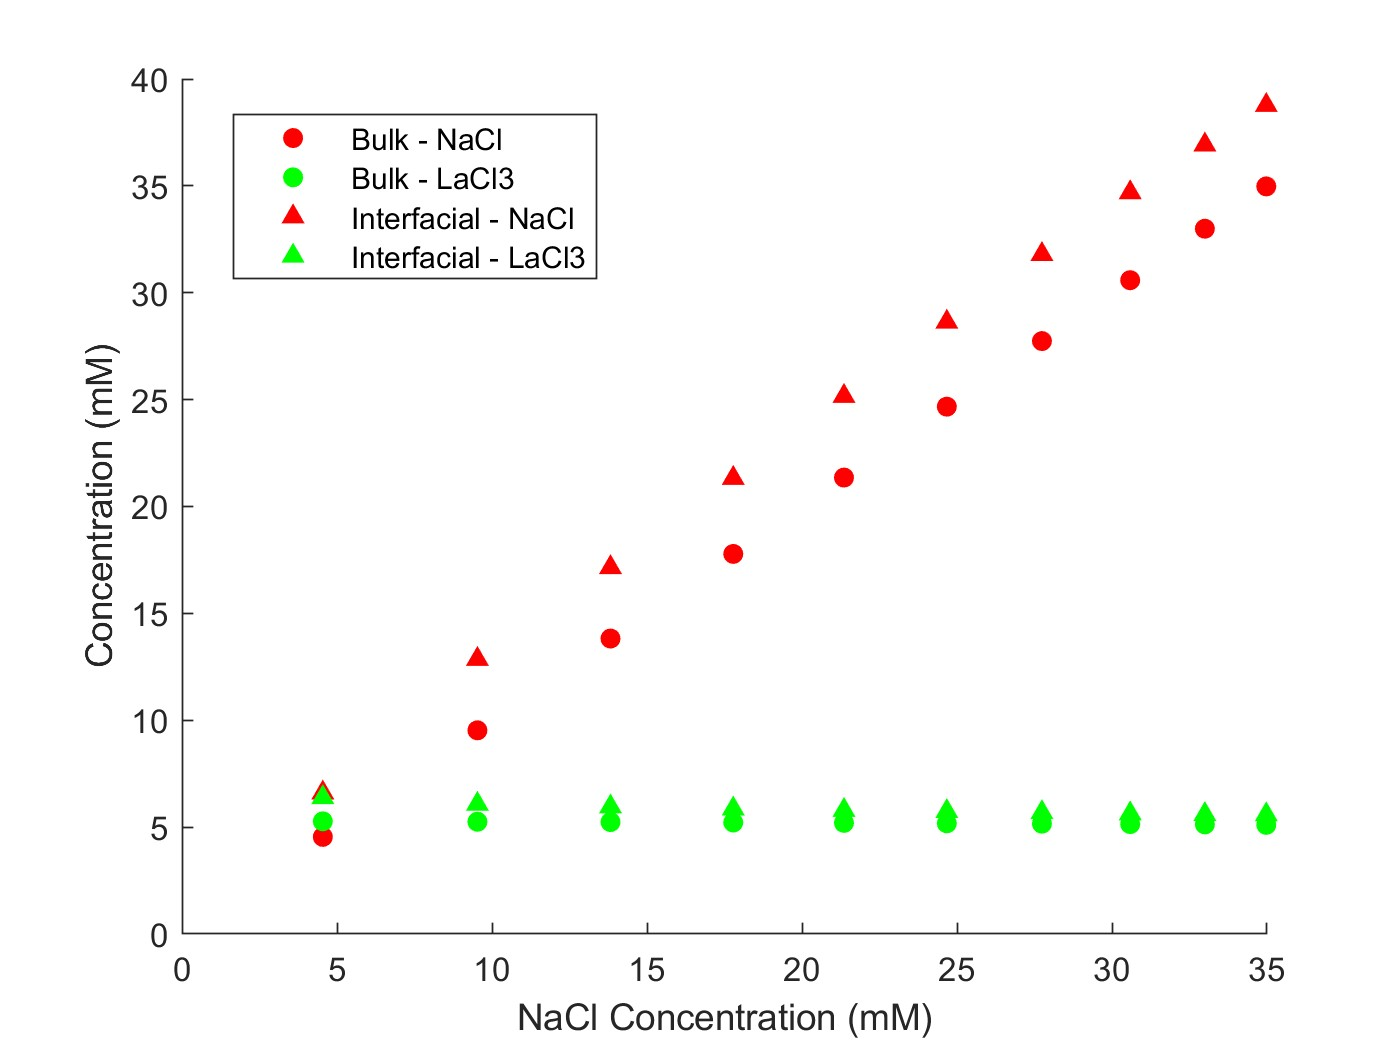 40
35
30
25
20
15
10
5
0
Concentration (mM)
Bulk - NaCl
Bulk - LaCl3
Interfacial - NaCl
Interfacial - LaCl3
0 5 10 15 20 25 30 35
NaCl Concentration (mM)